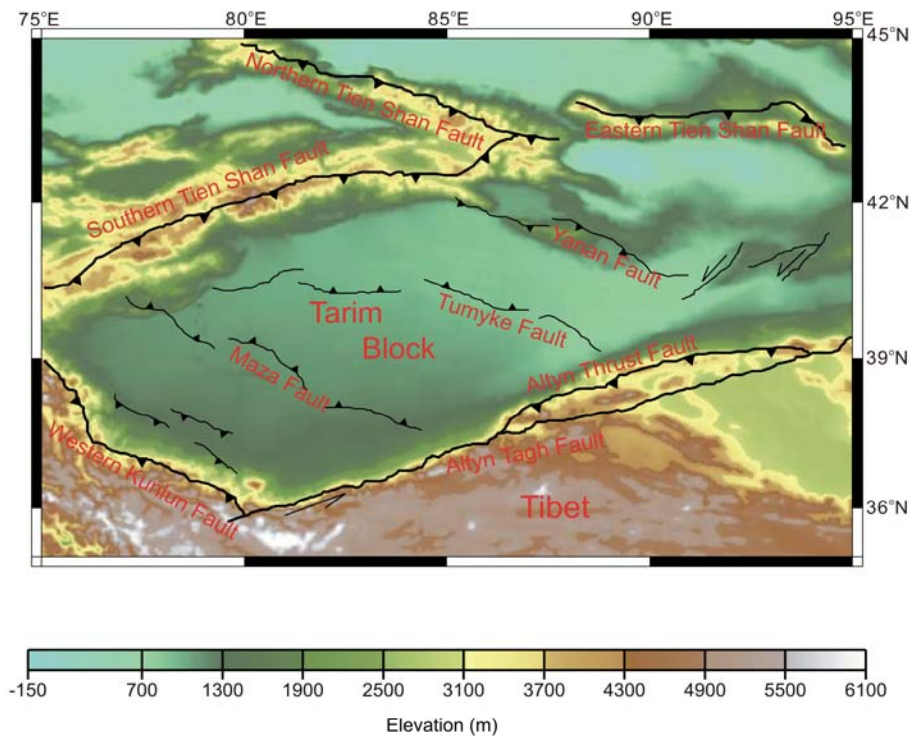 75°E 80°E 85°E 90°E 95°E
45°N
Northern Tien Shan Fault
Eastern Tien Shan Fault
Southern Tien Shan Fault
42°N
Yanan Fault
Tarim
Block
Tumyke Fault
Maza Fault
39°N
Altyn Thrust Fault
Western Kunlun Fault
Altyn Tagh Fault
Tibet
36°N
-150 700 1300 1900 2500 3100 3700 4300 4900 5500 6100
Elevation (m)